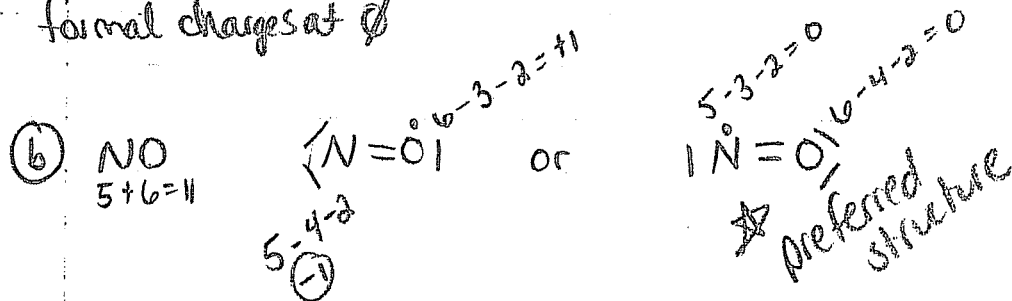 formal charges at Ø
6-3-2=+1
5-3-2=0
6-4-2=0
ⓑ NO N=O or N=O
5+6=11
5-4-2
-1
☆ preferred
structure